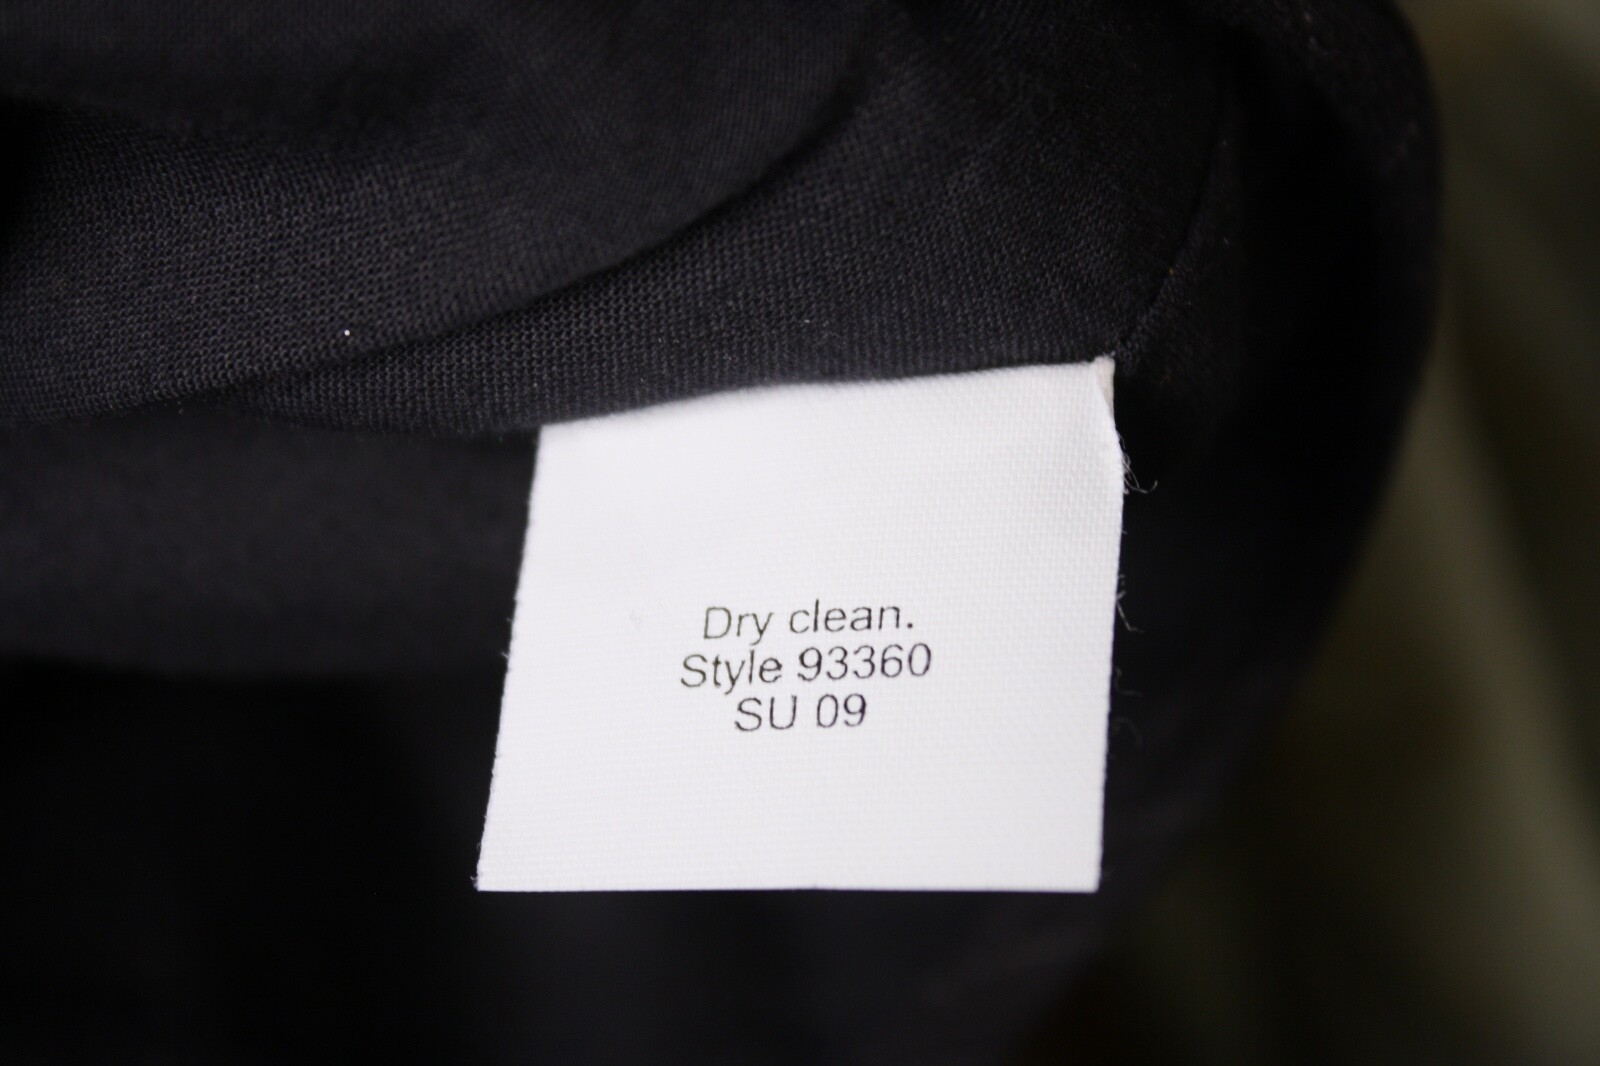 Dry clean.
Style 93360
SU 09